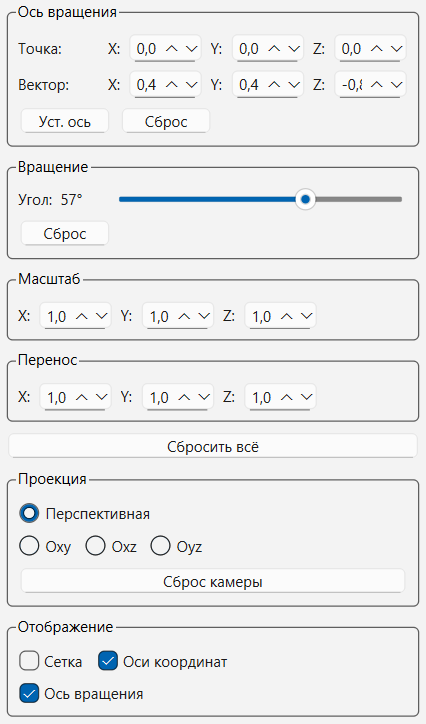 Ось вращения
Точка: X: 0,0 Y: 0,0 Z: 0,0
Вектор: X: 0,4 Y: 0,4 Z: -0,8
Уст. ось Сброс
Вращение
Угол: 57°
Сброс
Масштаб
X: 1,0 Y: 1,0 Z: 1,0
Перенос
X: 1,0 Y: 1,0 Z: 1,0
Сбросить всё
Проекция
Перспективная
Oxy Oxz Oyz
Сброс камеры
Отображение
Сетка Оси координат
Ось вращения